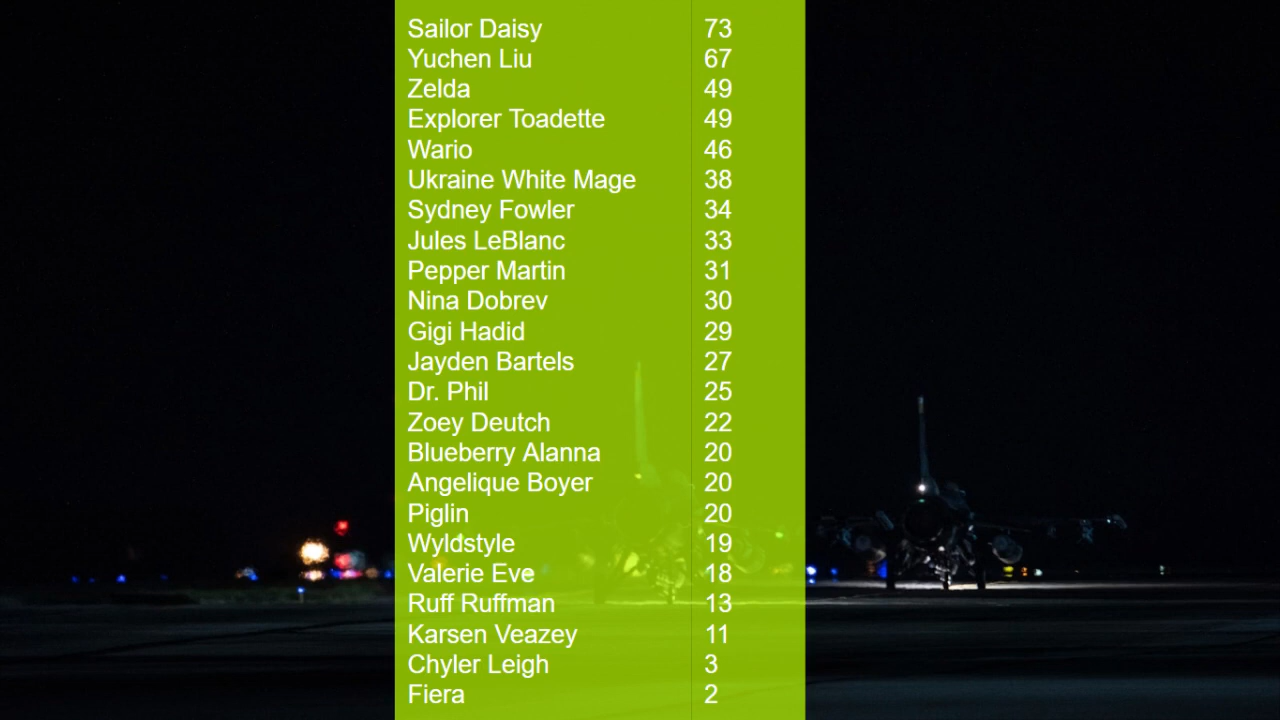 Sailor Daisy 73
Yuchen Liu 67
Zelda 49
Explorer Toadette 49
Wario 46
Ukraine White Mage 38
Sydney Fowler 34
Jules LeBlanc 33
Pepper Martin 31
Nina Dobrev 30
Gigi Hadid 29
Jayden Bartels 27
Dr. Phil 25
Zoey Deutch 22
Blueberry Alanna 20
Angelique Boyer 20
Piglin 20
Wyldstyle 19
Valerie Eve 18
Ruff Ruffman 13
Karsen Veazey 11
Chyler Leigh 3
Fiera 2